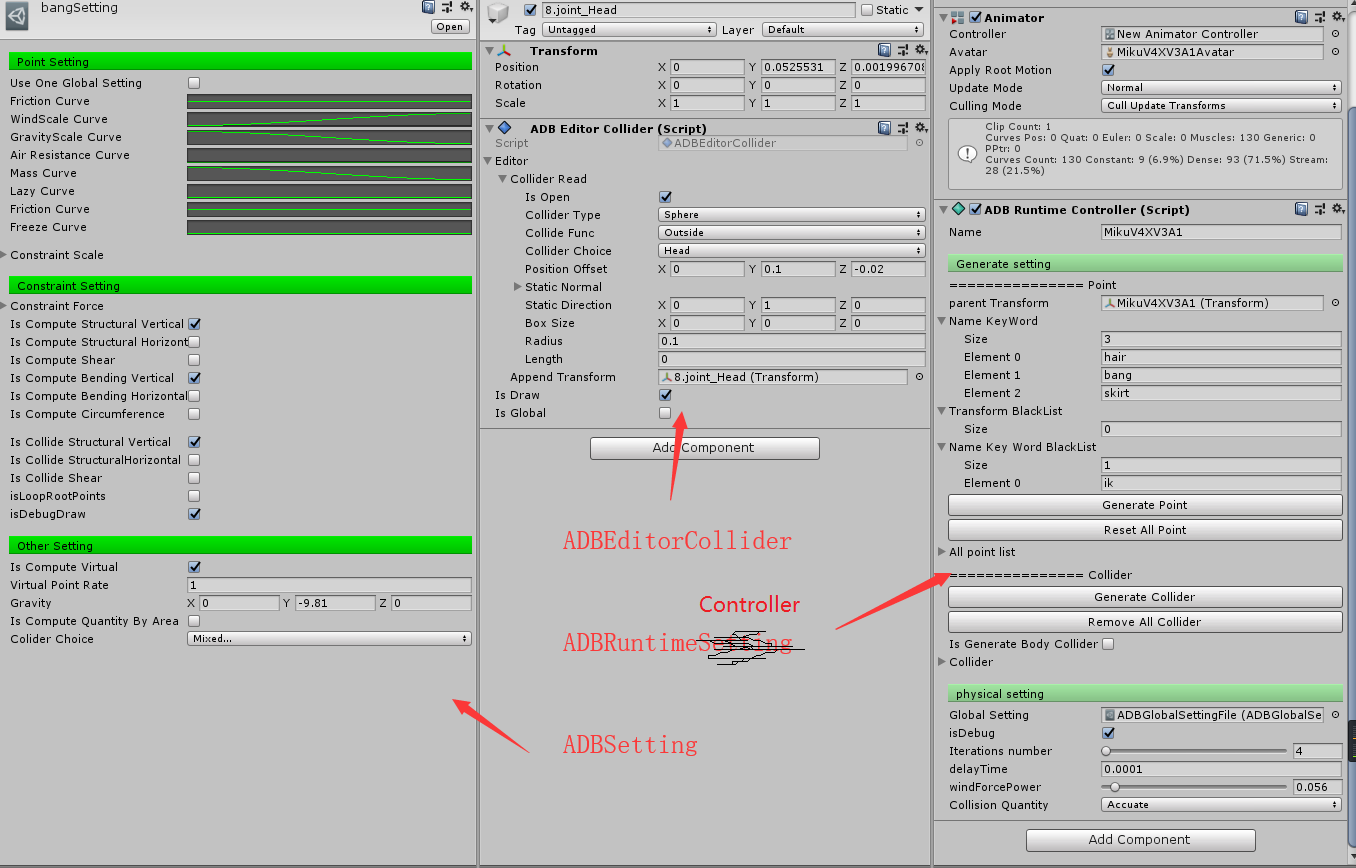 bangSetting
Open
Point Setting
Use One Global Setting
Friction Curve
WindScale Curve
GravityScale Curve
Air Resistance Curve
Mass Curve
Lazy Curve
Friction Curve
Freeze Curve
Constraint Scale
Constraint Setting
Constraint Force
Is Compute Structural Vertical
Is Compute Structural Horizont
Is Compute Shear
Is Compute Bending Vertical
Is Compute Bending Horizontal
Is Compute Circumference
Is Collide Structural Vertical
Is Collide StructuralHorizontal
Is Collide Shear
isLoopRootPoints
isDebugDraw
Other Setting
Is Compute Virtual
Virtual Point Rate 1
Gravity X 0 Y -9.81 Z 0
Is Compute Quantity By Area
Colider Choice Mixed...
8.joint_Head Static
Tag Untagged Layer Default
Transform
Position X 0 Y 0.0525531 Z 0.001996708
Rotation X 0 Y 0 Z 0
Scale X 1 Y 1 Z 1
ADB Editor Collider (Script)
Script ADBEditorCollider
Editor
Collider Read
Is Open
Collider Type Sphere
Collide Func Outside
Collider Choice Head
Position Offset X 0 Y 0.1 Z -0.02
Static Normal
Static Direction X 0 Y 1 Z 0
Box Size X 0 Y 0 Z 0
Radius 0.1
Length 0
Append Transform 8.joint_Head (Transform)
Is Draw
Is Global
Add Component
ADBEditorCollider
Controller
ADBRuntimeSetting
ADBSetting
Animator
Controller New Animator Controller
Avatar MikuV4XV3A1Avatar
Apply Root Motion
Update Mode Normal
Culling Mode Cull Update Transforms
Clip Count: 1
Curves Pos: 0 Quat: 0 Euler: 0 Scale: 0 Muscles: 130 Generic: 0
PPtr: 0
Curves Count: 130 Constant: 9 (6.9%) Dense: 93 (71.5%) Stream:
28 (21.5%)
ADB Runtime Controller (Script)
Name MikuV4XV3A1
Generate setting
=============== Point
parent Transform MikuV4XV3A1 (Transform)
Name KeyWord
Size 3
Element 0 hair
Element 1 bang
Element 2 skirt
Transform BlackList
Size 0
Name Key Word BlackList
Size 1
Element 0 ik
Generate Point
Reset All Point
All point list
=============== Collider
Generate Collider
Remove All Collider
Is Generate Body Collider
Collider
physical setting
Global Setting ADBGlobalSettingFile (ADBGlobalSe
isDebug
Iterations number 4
delayTime 0.0001
windForcePower 0.056
Collision Quantity Accuate
Add Component